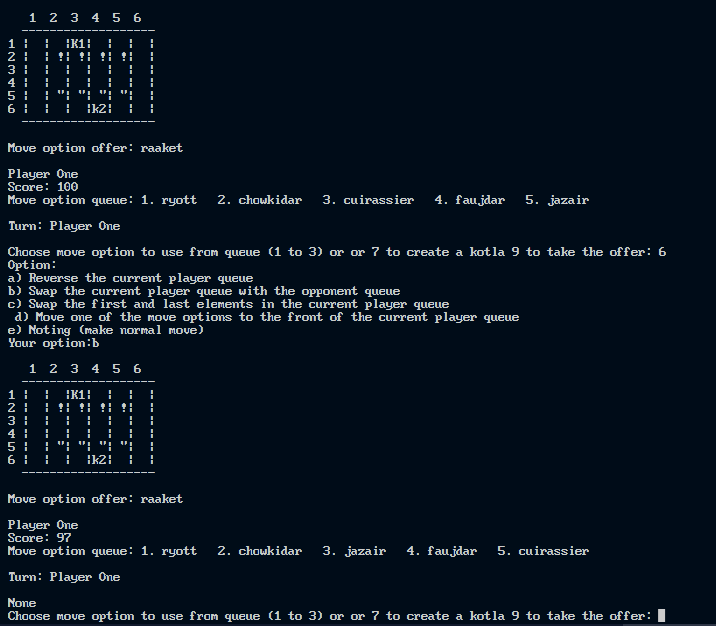 1 2 3 4 5 6
-------------------
1 | | |K1| | | |
2 | | !| !| !| !| |
3 | | | | | | |
4 | | | | | | |
5 | | "| "| "| "| |
6 | | | |k2| | |
-------------------
Move option offer: raaket
Player One
Score: 100
Move option queue: 1. ryott 2. chowkidar 3. cuirassier 4. faujdar 5. jazair
Turn: Player One
Choose move option to use from queue (1 to 3) or or 7 to create a kotla 9 to take the offer: 6
Option:
a) Reverse the current player queue
b) Swap the current player queue with the opponent queue
c) Swap the first and last elements in the current player queue
d) Move one of the move options to the front of the current player queue
e) Noting (make normal move)
Your option:b
1 2 3 4 5 6
-------------------
1 | | |K1| | | |
2 | | !| !| !| !| |
3 | | | | | | |
4 | | | | | | |
5 | | "| "| "| "| |
6 | | | |k2| | |
-------------------
Move option offer: raaket
Player One
Score: 97
Move option queue: 1. ryott 2. chowkidar 3. jazair 4. faujdar 5. cuirassier
Turn: Player One
None
Choose move option to use from queue (1 to 3) or or 7 to create a kotla 9 to take the offer: